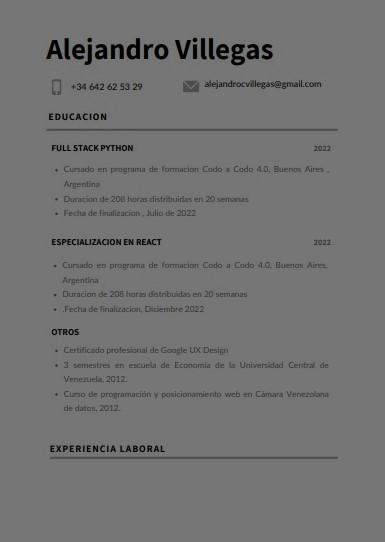 Alejandro Villegas
+34 642 62 53 29
alejandrocvillegas@gmail.com
EDUCACION
FULL STACK PYTHON 2022
• Cursado en programa de formacion Codo a Codo 4.0, Buenos Aires ,
Argentina
• Duracion de 208 horas distribuidas en 20 semanas
• Fecha de finalizacion , Julio de 2022
ESPECIALIZACION EN REACT 2022
• Cursado en programa de formacion Codo a Codo 4.0, Buenos Aires,
Argentina
• Duracion de 208 horas distribuidas en 20 semanas
• .Fecha de finalizacion, Diciembre 2022
OTROS
• Certificado profesional de Google UX Design
• 3 semestres en escuela de Economía de la Universidad Central de
Venezuela, 2012.
• Curso de programación y posicionamiento web en Cámara Venezolana
de datos, 2012.
EXPERIENCIA LABORAL